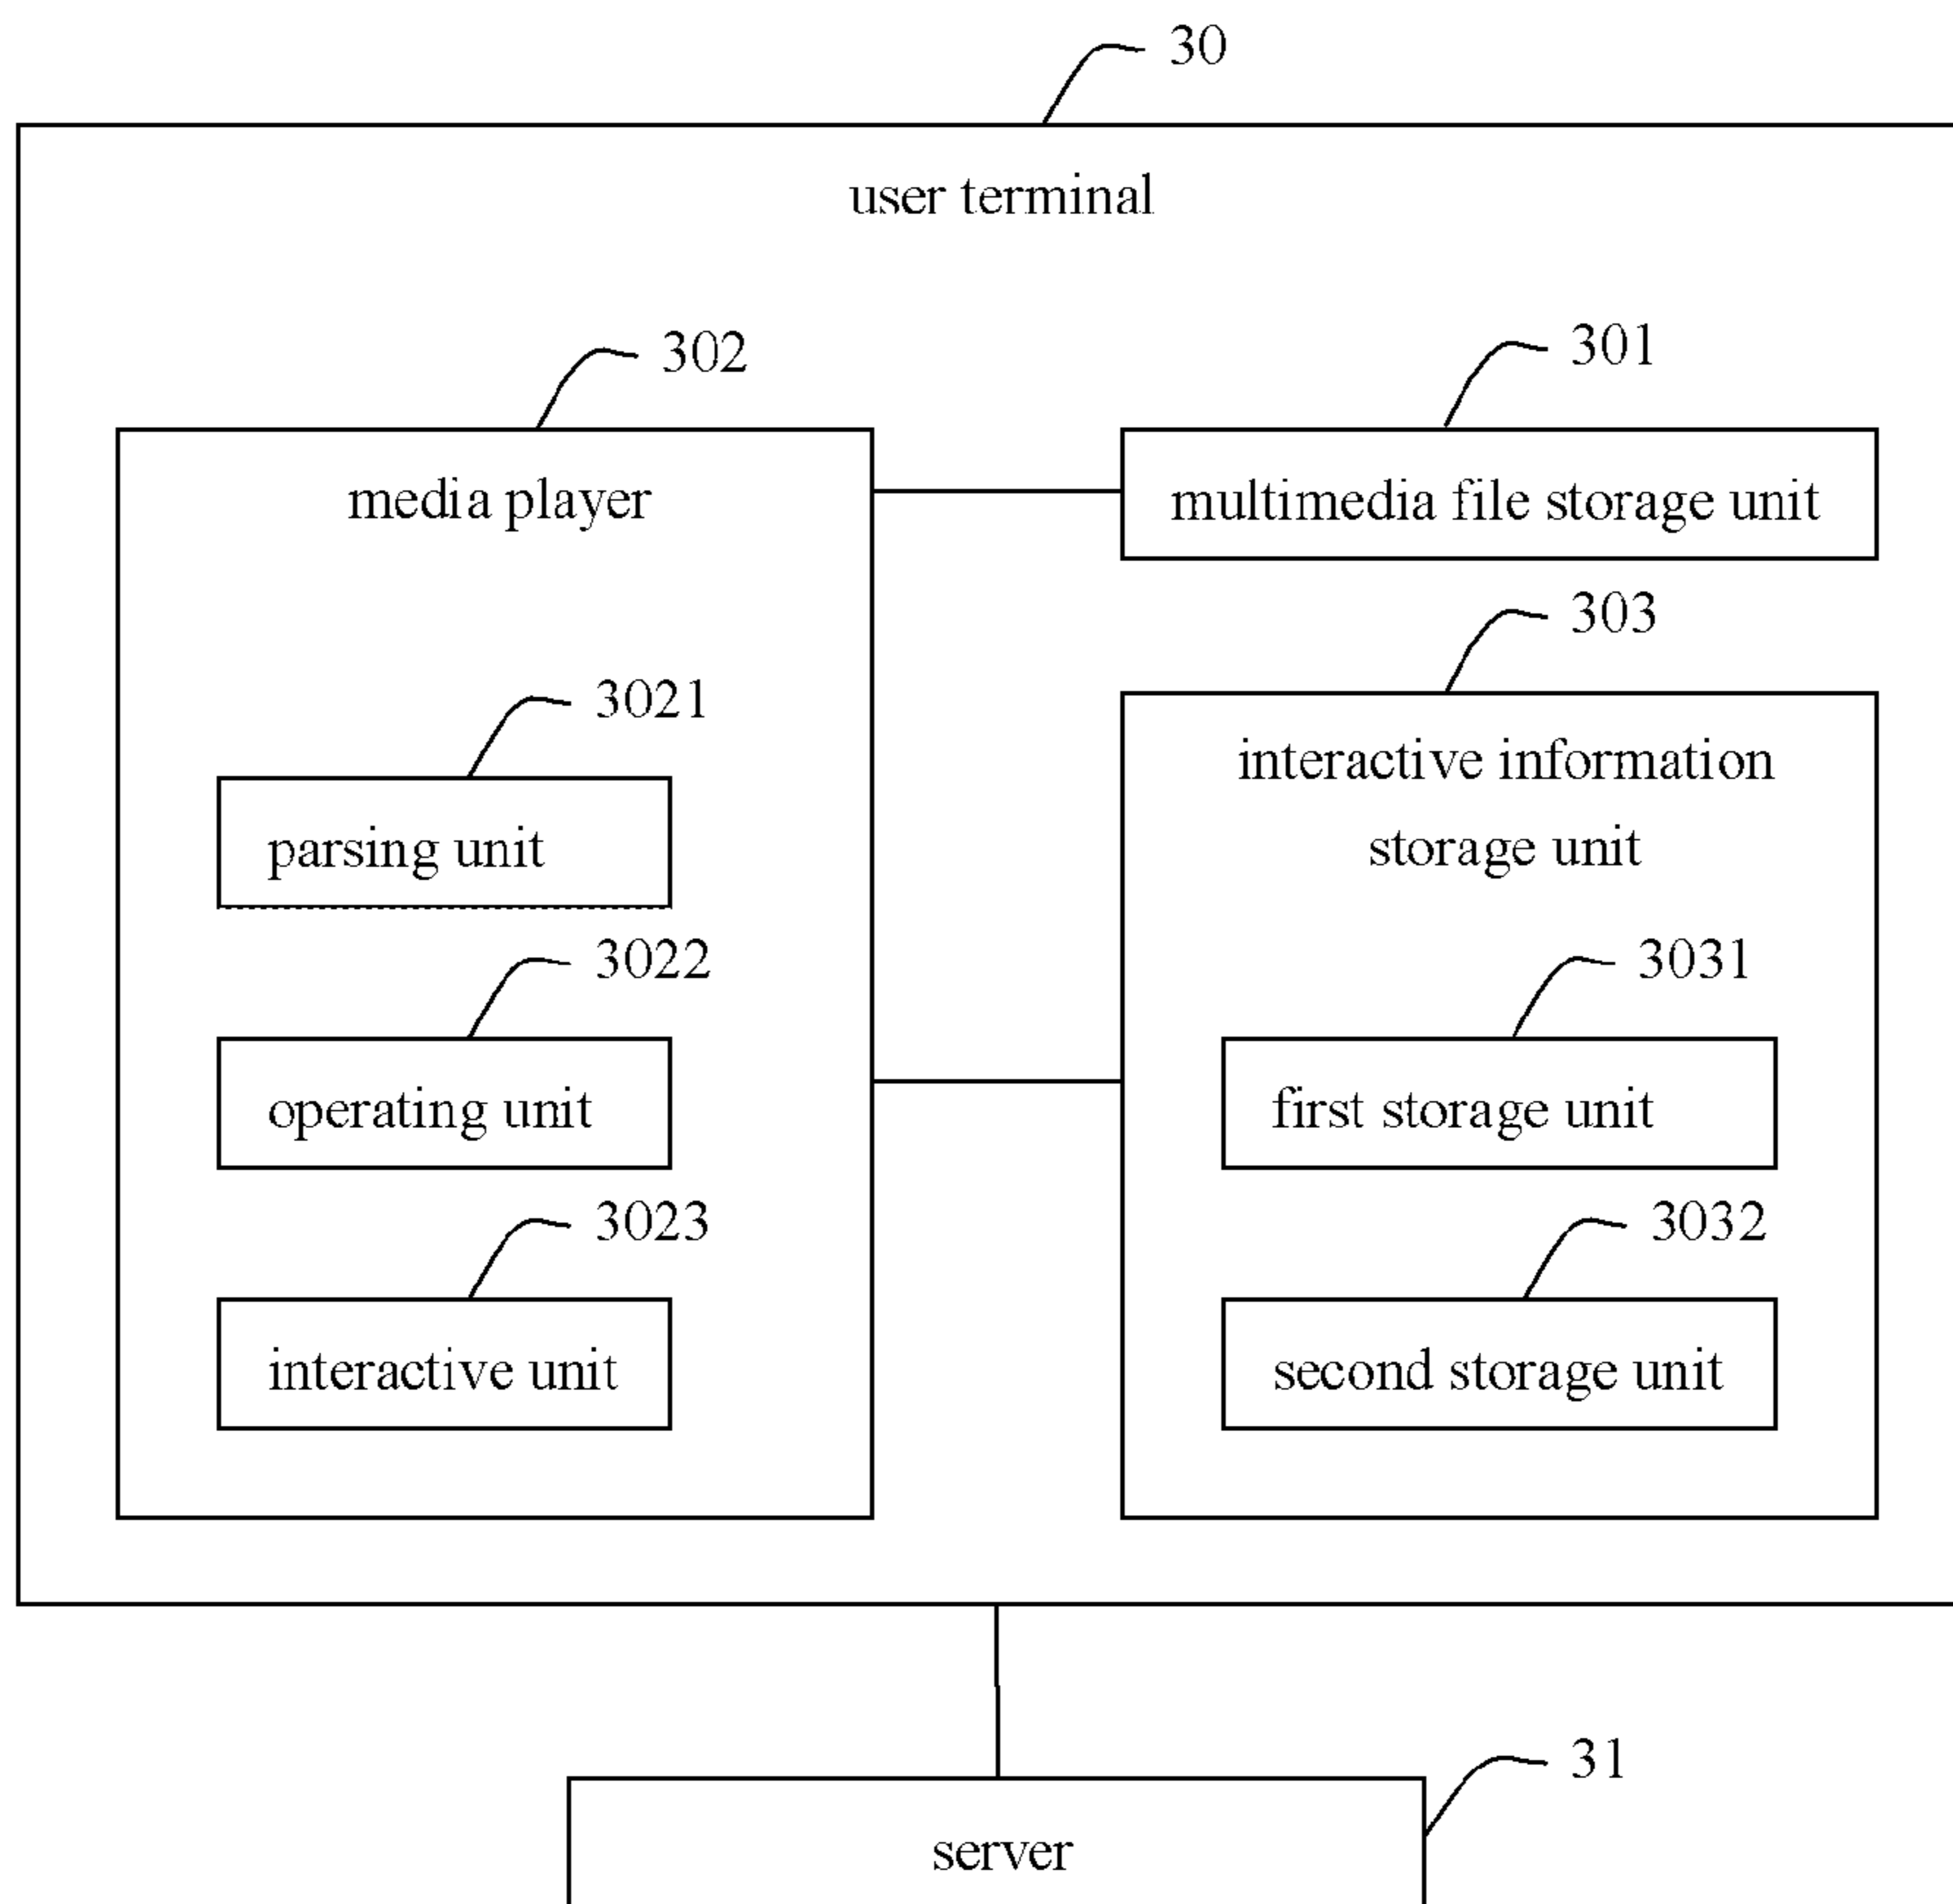 30
user terminal
302
301
media player
multimedia file storage unit
303
3021
interactive information
storage unit
parsing unit
3022
3031
operating unit
first storage unit
3023
3032
interactive unit
second storage unit
31
server